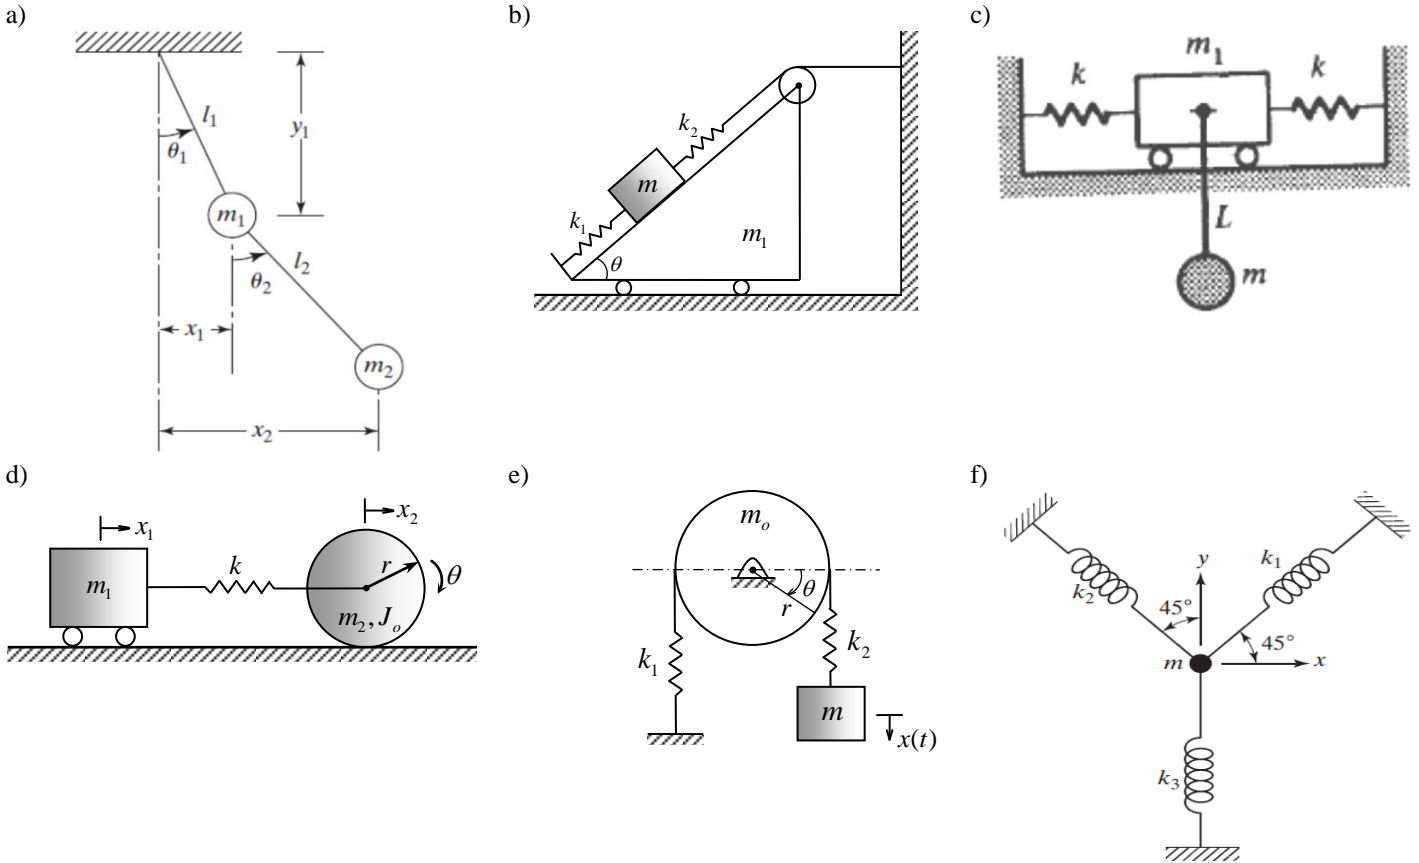 a)
l₁
θ₁
y₁
m₁
l₂
θ₂
x₁
m₂
x₂
b)
k₂
m
k₁
m₁
θ
c)
m₁
k
k
L
m
d)
x₁
x₂
m₁
k
r
θ
m₂, Jₒ
e)
mₒ
θ
r
k₁
k₂
m
x(t)
f)
k₂
y
k₁
45°
45°
m
x
k₃